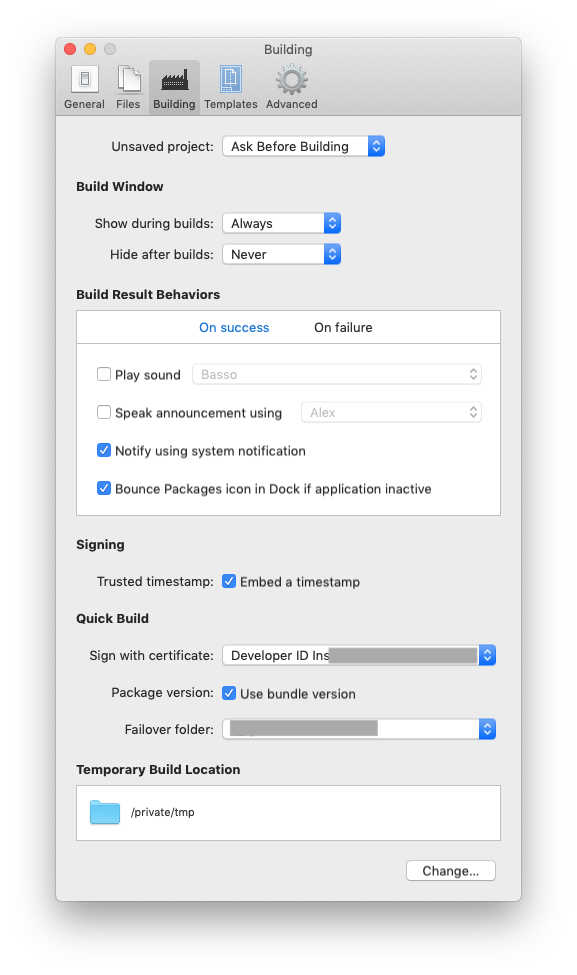 Building
General Files Building Templates Advanced
Unsaved project: Ask Before Building
Build Window
Show during builds: Always
Hide after builds: Never
Build Result Behaviors
On success On failure
Play sound Basso
Speak announcement using Alex
Notify using system notification
Bounce Packages icon in Dock if application inactive
Signing
Trusted timestamp: Embed a timestamp
Quick Build
Sign with certificate: Developer ID Ins
Package version: Use bundle version
Failover folder:
Temporary Build Location
/private/tmp
Change...